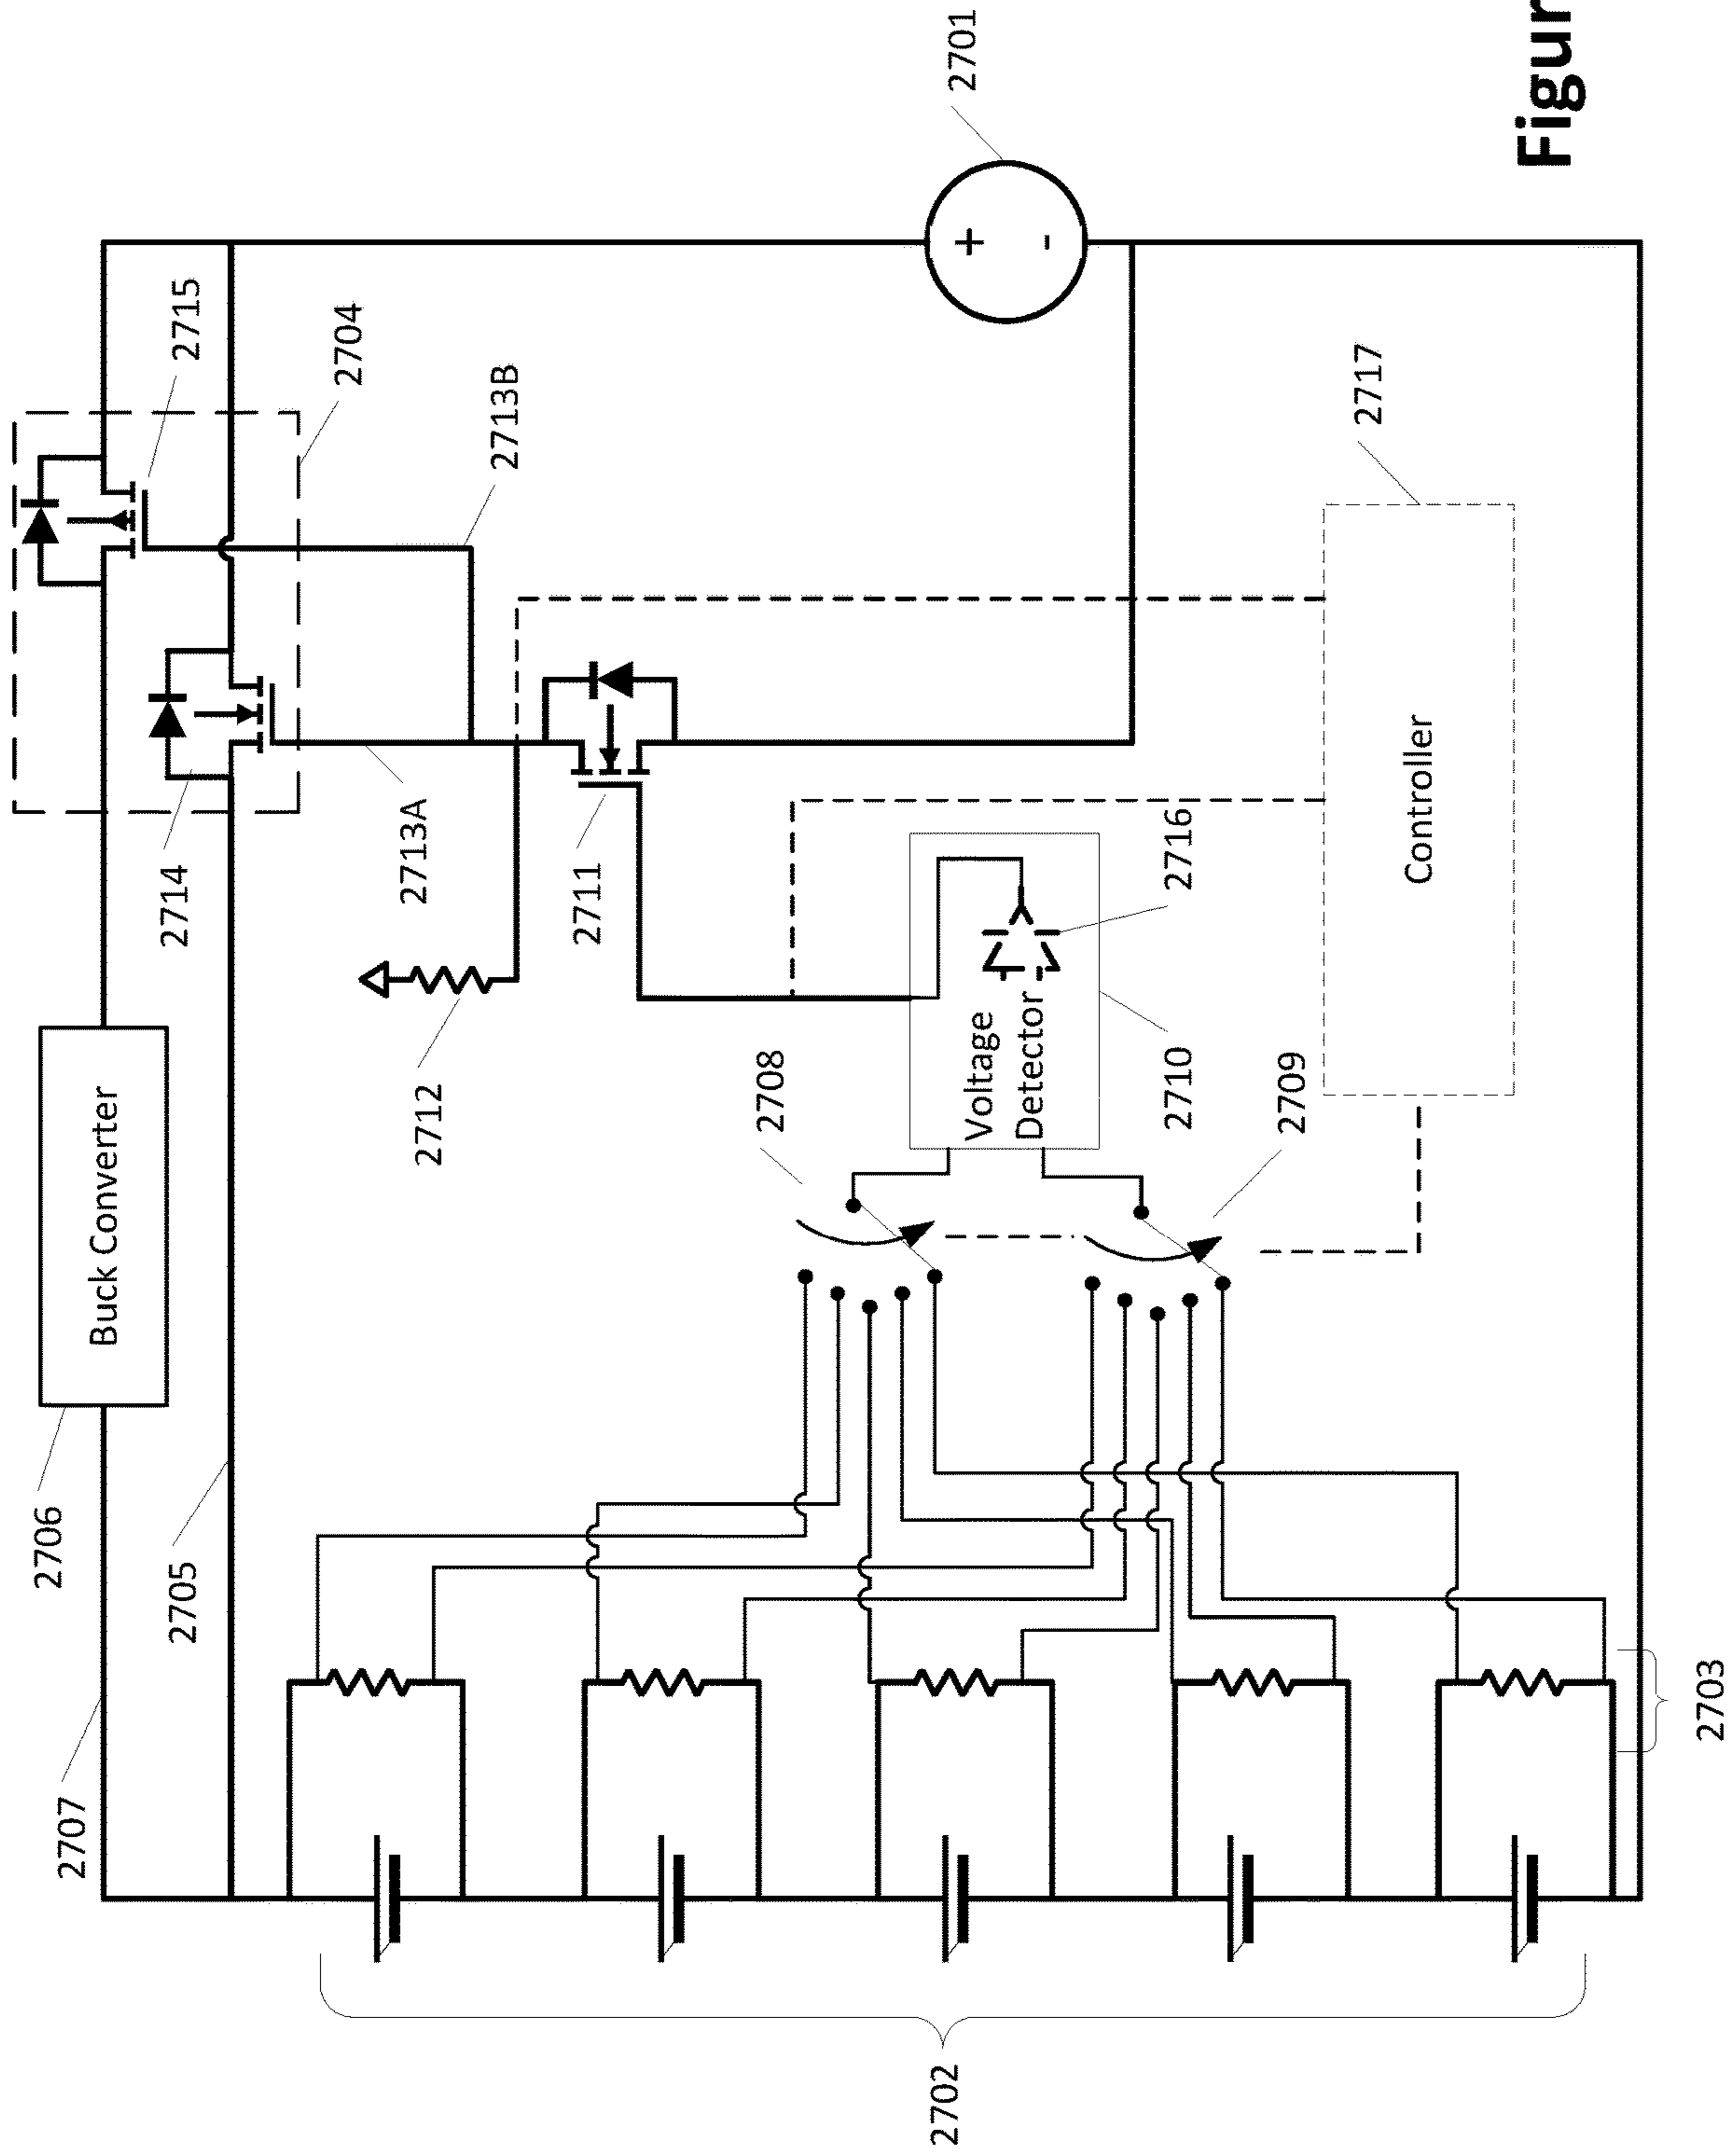 2707
2706
Buck Converter
2705
2714
2715
2704
2712
2713A
2713B
2711
2708
2702
2701
Voltage
Detector
2710
2716
2709
2717
Controller
Figur
2703